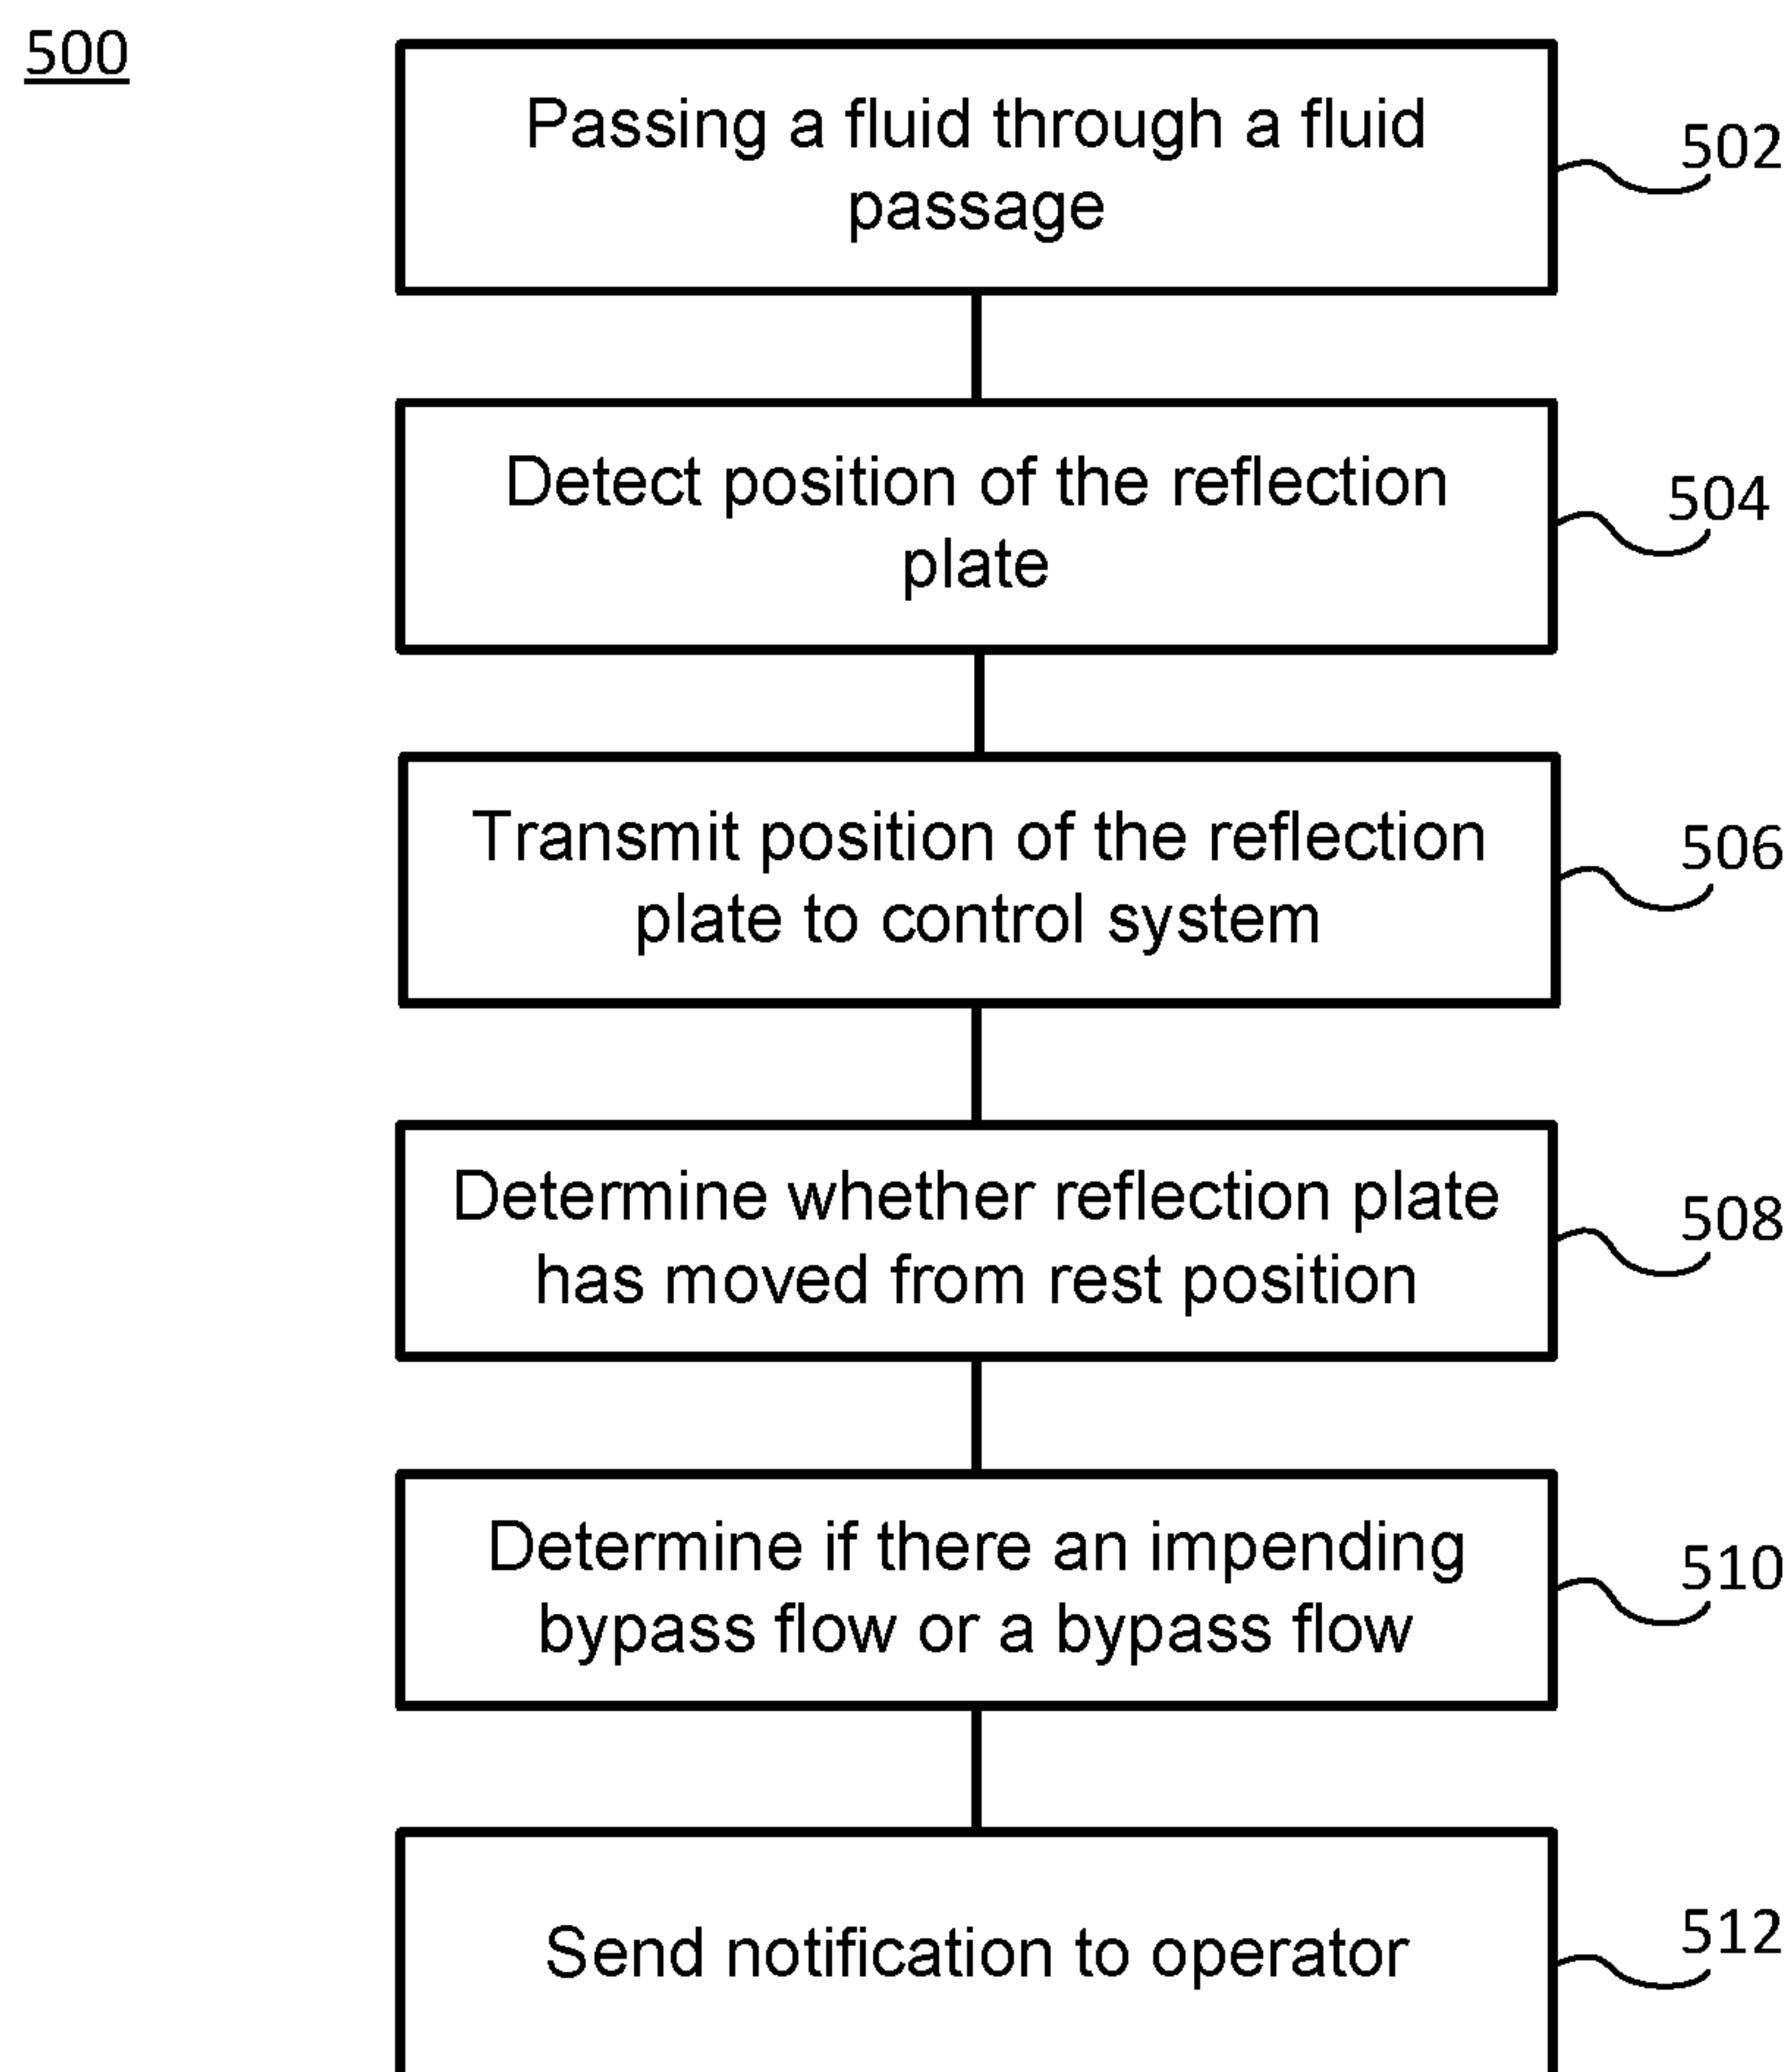 500
Passing a fluid through a fluid
passage
502
Detect position of the reflection
plate
504
Transmit position of the reflection
plate to control system
506
Determine whether reflection plate
has moved from rest position
508
Determine if there an impending
bypass flow or a bypass flow
510
Send notification to operator
512